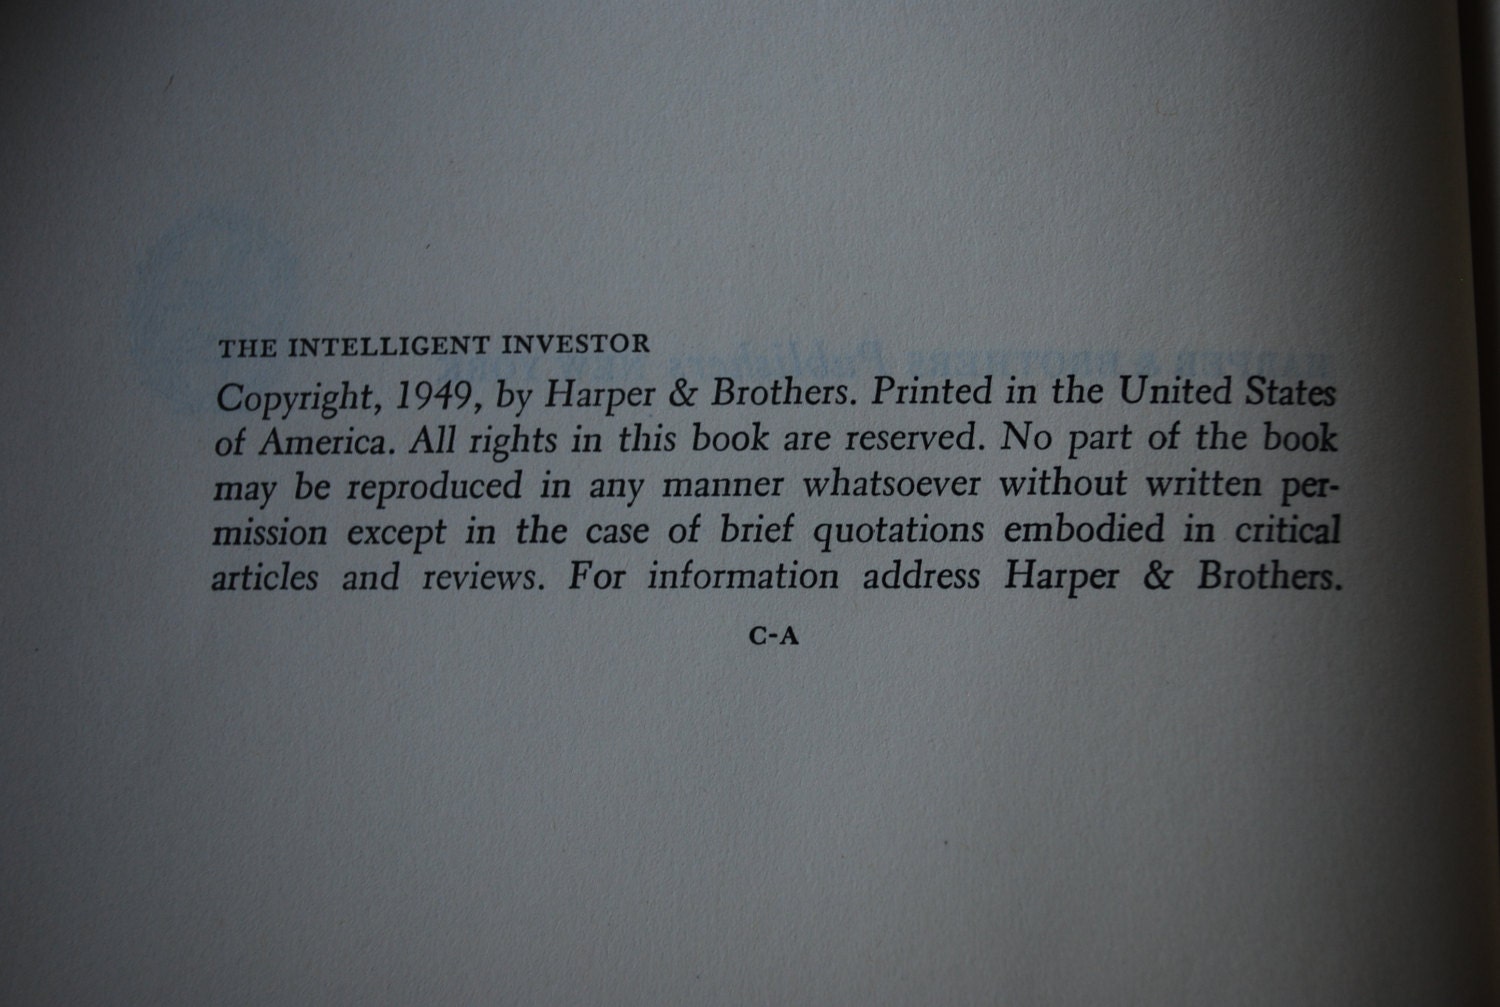 THE INTELLIGENT INVESTOR
Copyright, 1949, by Harper & Brothers. Printed in the United States
of America. All rights in this book are reserved. No part of the book
may be reproduced in any manner whatsoever without written per-
mission except in the case of brief quotations embodied in critical
articles and reviews. For information address Harper & Brothers.
C-A